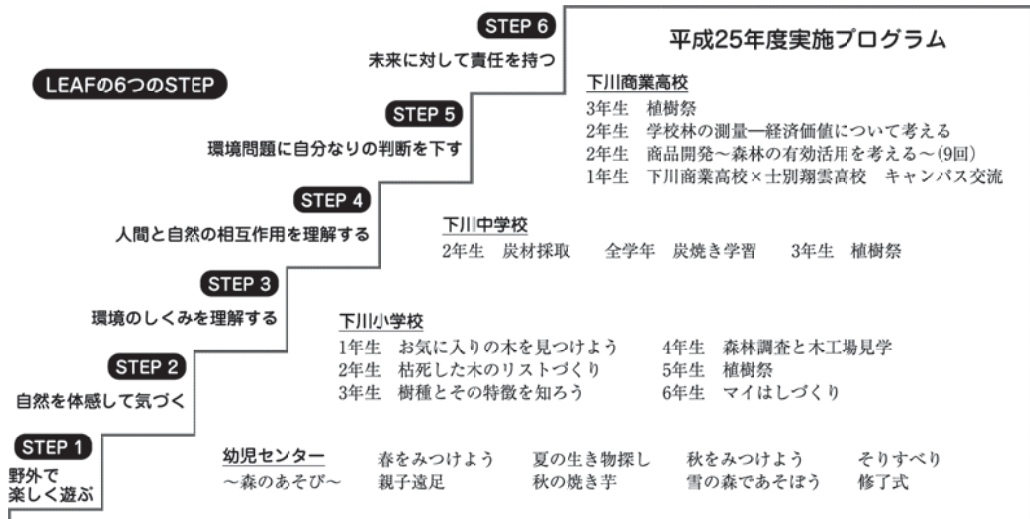 LEAFの6つのSTEP
STEP 6
未来に対して責任を持つ
STEP 5
環境問題に自分なりの判断を下す
STEP 4
人間と自然の相互作用を理解する
STEP 3
環境のしくみを理解する
STEP 2
自然を体感して気づく
STEP 1
野外で
楽しく遊ぶ
平成25年度実施プログラム
下川商業高校
3年生 植樹祭
2年生 学校林の測量―経済価値について考える
2年生 商品開発～森林の有効活用を考える～(9回)
1年生 下川商業高校×士別翔雲高校 キャンパス交流
下川中学校
2年生 炭材採取 全学年 炭焼き学習 3年生 植樹祭
下川小学校
1年生 お気に入りの木を見つけよう 4年生 森林調査と木工場見学
2年生 枯死した木のリストづくり 5年生 植樹祭
3年生 樹種とその特徴を知ろう 6年生 マイはしづくり
幼児センター 春をみつけよう 夏の生き物探し 秋をみつけよう そりすべり
～森のあそび～ 親子遠足 秋の焼き芋 雪の森であそぼう 修了式